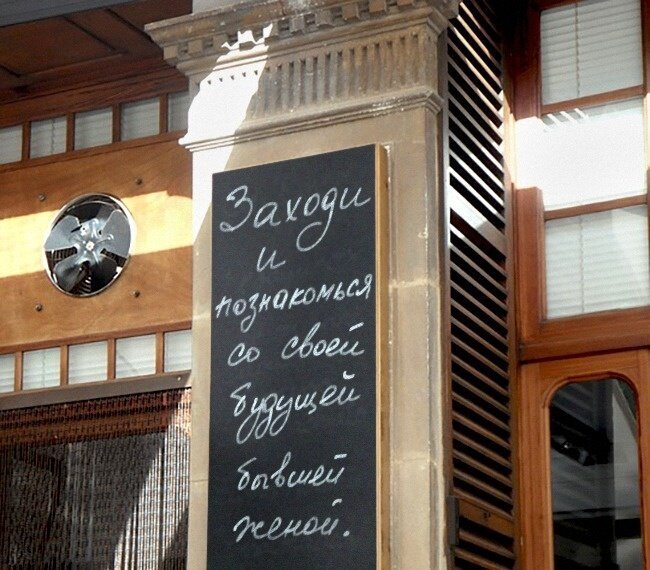 Заходи
и
познакомься
со своей
будущей
бывшей
женой.